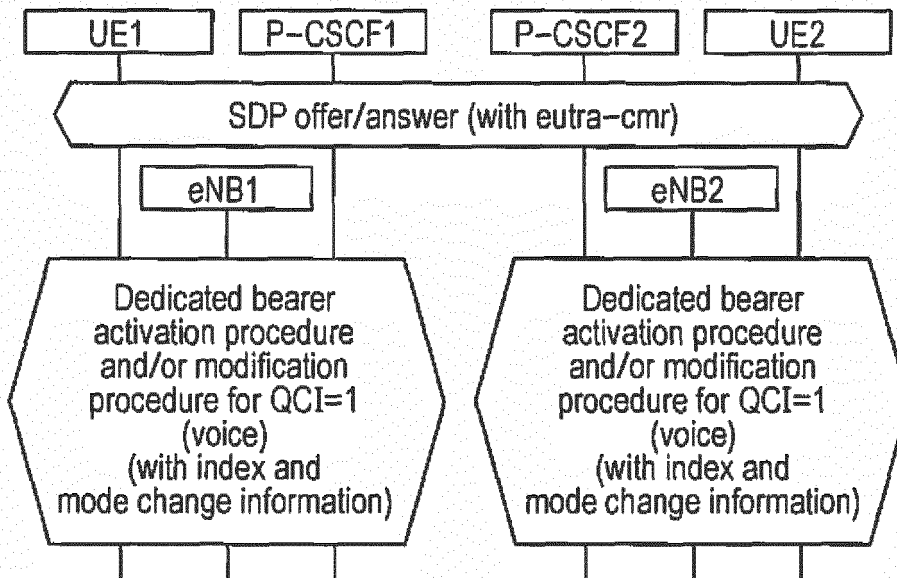 UE1 P-CSCF1 P-CSCF2 UE2
SDP offer/answer (with eutra-cmr)
eNB1 eNB2
Dedicated bearer
activation procedure
and/or modification
procedure for QCI=1
(voice)
(with index and
mode change information)
Dedicated bearer
activation procedure
and/or modification
procedure for QCI=1
(voice)
(with index and
mode change information)